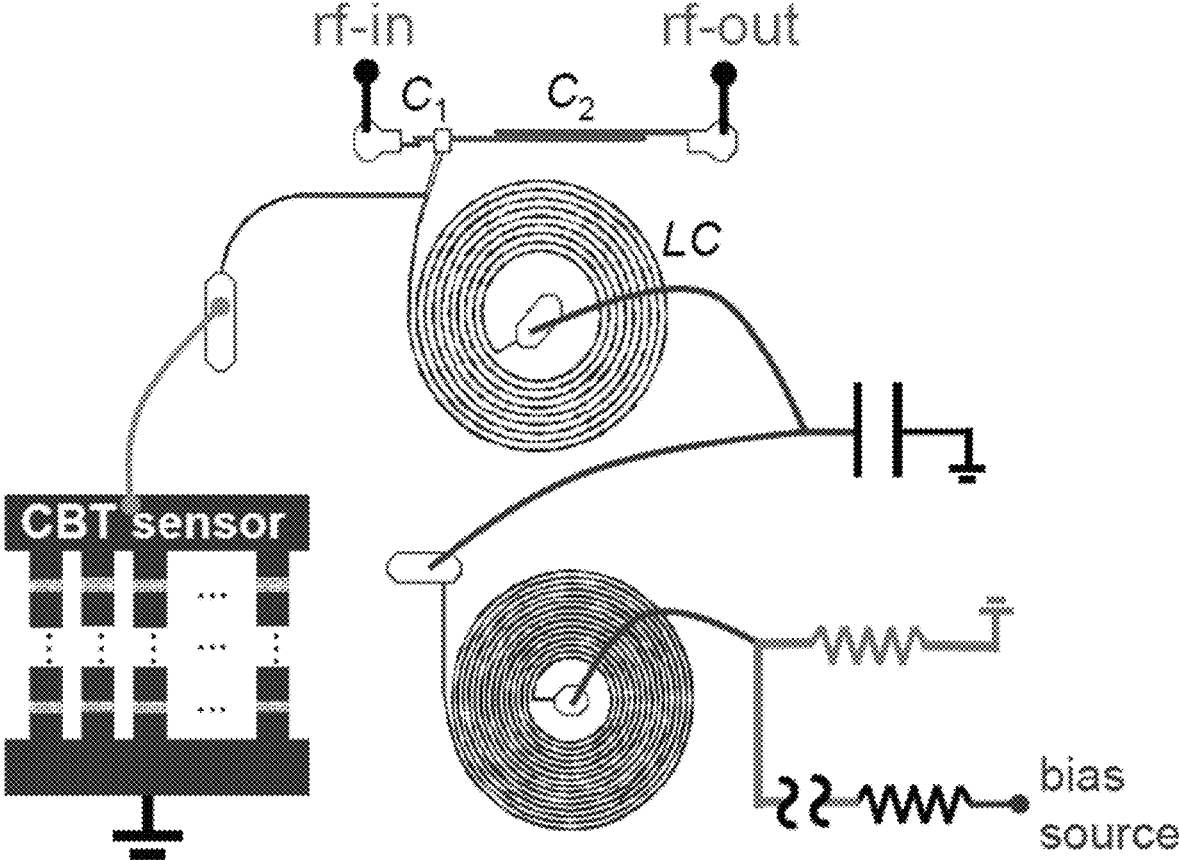 rf-in
rf-out
C1
C2
LC
CBT sensor
bias
source